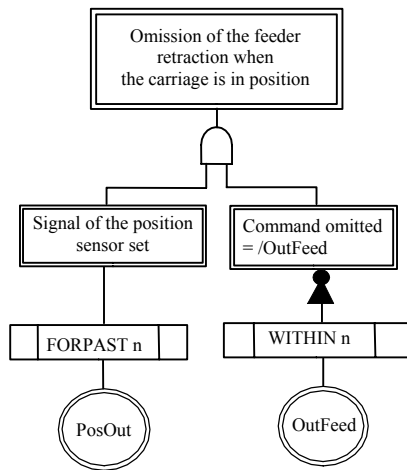 Omission of the feeder
retraction when
the carriage is in position
Signal of the position
sensor set
Command omitted
= /OutFeed
FORPAST n
WITHIN n
PosOut
OutFeed